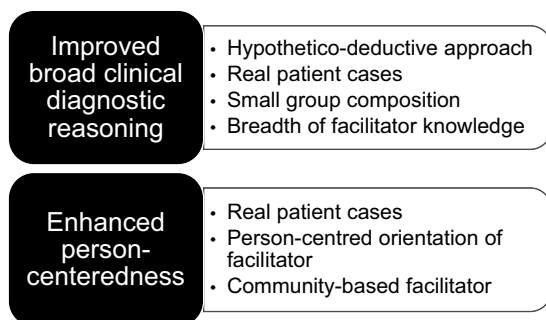 Improved
broad clinical
diagnostic
reasoning
• Hypothetico-deductive approach
• Real patient cases
• Small group composition
• Breadth of facilitator knowledge
Enhanced
person-
centeredness
• Real patient cases
• Person-centred orientation of
facilitator
• Community-based facilitator